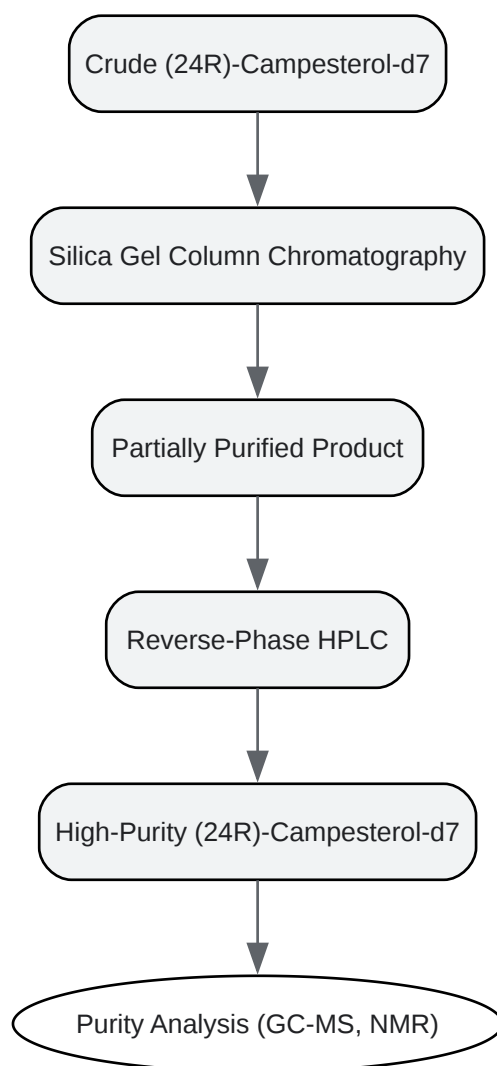 Crude (24R)-Campesterol-d7
Silica Gel Column Chromatography
Partially Purified Product
Reverse-Phase HPLC
High-Purity (24R)-Campesterol-d7
Purity Analysis (GC-MS, NMR)